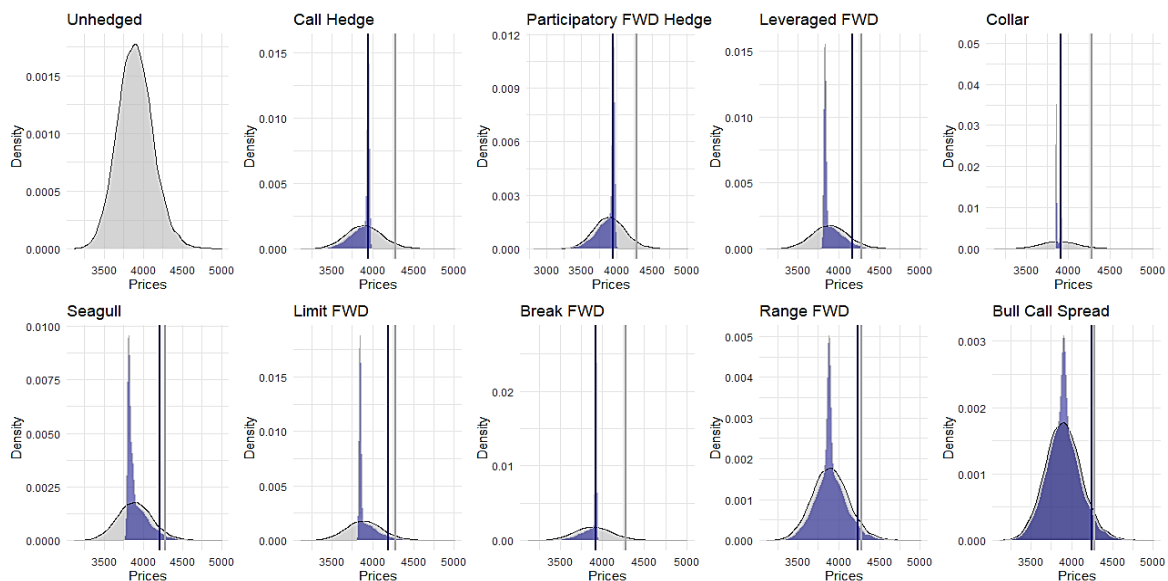 Unhedged
Density
0.0015
0.0010
0.0005
0.0000
3500 4000 4500 5000
Prices
Call Hedge
Density
0.015
0.010
0.005
0.000
3500 4000 4500 5000
Prices
Participatory FWD Hedge
Density
0.012
0.009
0.006
0.003
0.000
3000 3500 4000 4500 5000
Prices
Leveraged FWD
Density
0.015
0.010
0.005
0.000
3500 4000 4500 5000
Prices
Collar
Density
0.05
0.04
0.03
0.02
0.01
0.00
3000 4000 5000
Prices
Seagull
Density
0.0100
0.0075
0.0050
0.0025
0.0000
3500 4000 4500 5000
Prices
Limit FWD
Density
0.015
0.010
0.005
0.000
3500 4000 4500 5000
Prices
Break FWD
Density
0.02
0.01
0.00
3000 4000 5000
Prices
Range FWD
Density
0.005
0.004
0.003
0.002
0.001
0.000
3500 4000 4500 5000
Prices
Bull Call Spread
Density
0.003
0.002
0.001
0.000
3500 4000 4500 5000
Prices